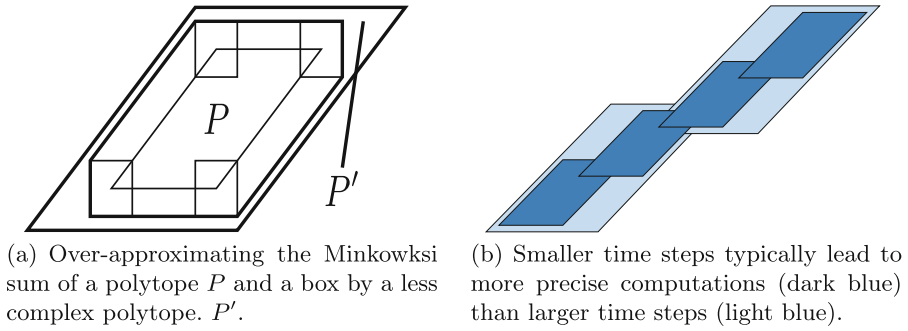 P
P′
(a) Over-approximating the Minkowksi
sum of a polytope P and a box by a less
complex polytope. P′.
(b) Smaller time steps typically lead to
more precise computations (dark blue)
than larger time steps (light blue).